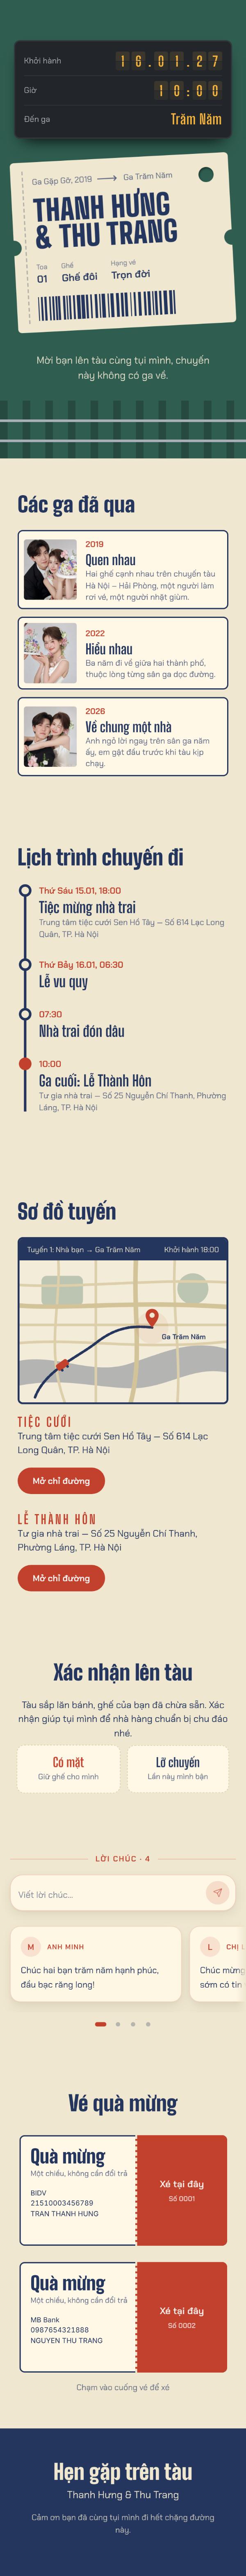 Khởi hành 16.01.27
Giờ 10:00
Đến ga Trăm Năm
Ga Gặp Gỡ, 2019 → Ga Trăm Năm
THANH HƯNG
& THU TRANG
Toa Ghế Hạng vé
01 Ghế đôi Trọn đời
Mời bạn lên tàu cùng tụi mình, chuyến
này không có ga về.
Các ga đã qua
2019
Quen nhau
Hai ghế cạnh nhau trên chuyến tàu
Hà Nội – Hải Phòng, một người làm
rơi vé, một người nhặt giùm.
2022
Hiểu nhau
Ba năm đi về giữa hai thành phố,
thuộc lòng từng sân ga dọc đường.
2026
Về chung một nhà
Anh ngỏ lời ngay trên sân ga năm
ấy, em gật đầu trước khi tàu kịp
chạy.
Lịch trình chuyến đi
Thứ Sáu 15.01, 18:00
Tiệc mừng nhà trai
Trung tâm tiệc cưới Sen Hồ Tây — Số 614 Lạc Long
Quân, TP. Hà Nội
Thứ Bảy 16.01, 06:30
Lễ vu quy
07:30
Nhà trai đón dâu
10:00
Ga cuối: Lễ Thành Hôn
Tư gia nhà trai — Số 25 Nguyễn Chí Thanh, Phường
Láng, TP. Hà Nội
Sơ đồ tuyến
Tuyến 1: Nhà bạn → Ga Trăm Năm Khởi hành 18:00
Ga Trăm Năm
TIỆC CƯỚI
Trung tâm tiệc cưới Sen Hồ Tây — Số 614 Lạc
Long Quân, TP. Hà Nội
Mở chỉ đường
LỄ THÀNH HÔN
Tư gia nhà trai — Số 25 Nguyễn Chí Thanh,
Phường Láng, TP. Hà Nội
Mở chỉ đường
Xác nhận lên tàu
Tàu sắp lăn bánh, ghế của bạn đã chừa sẵn. Xác
nhận giúp tụi mình để nhà hàng chuẩn bị chu đáo
nhé.
Có mặt
Giữ ghế cho mình
Lỡ chuyến
Lần này mình bận
LỜI CHÚC · 4
Viết lời chúc...
M ANH MINH
Chúc hai bạn trăm năm hạnh phúc,
đầu bạc răng long!
L CHỊ
Chúc mừng
sớm có tin
Vé quà mừng
Quà mừng
Một chiều, không cần đổi trả
BIDV
21510003456789
TRAN THANH HUNG
Xé tại đây
Số 0001
Quà mừng
Một chiều, không cần đổi trả
MB Bank
0987654321888
NGUYEN THU TRANG
Xé tại đây
Số 0002
Chạm vào cuống vé để xé
Hẹn gặp trên tàu
Thanh Hưng & Thu Trang
Cảm ơn bạn đã cùng tụi mình đi hết chặng đường
này.